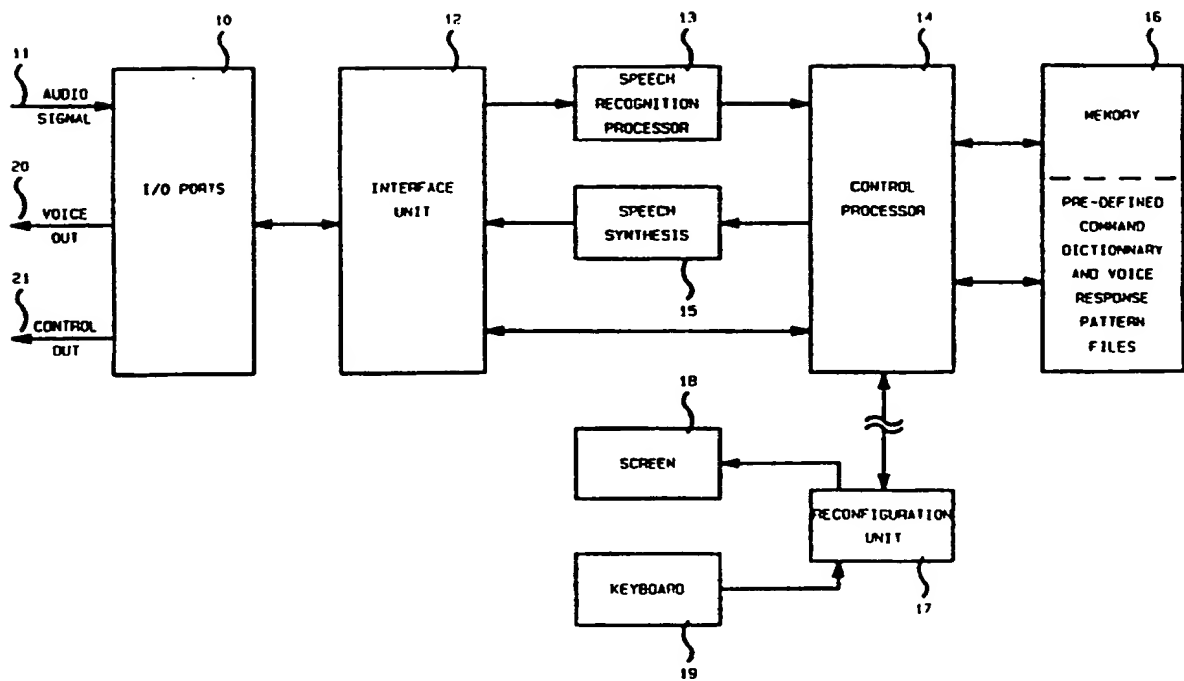 10
12
13
14
16
11
AUDIO
SIGNAL
20
VOICE
OUT
21
CONTROL
OUT
I/O PORTS
INTERFACE
UNIT
SPEECH
RECOGNITION
PROCESSOR
SPEECH
SYNTHESIS
15
CONTROL
PROCESSOR
MEMORY
PRE-DEFINED
COMMAND
DICTIONNARY
AND VOICE
RESPONSE
PATTERN
FILES
18
SCREEN
RECONFIGURATION
UNIT
17
KEYBOARD
19